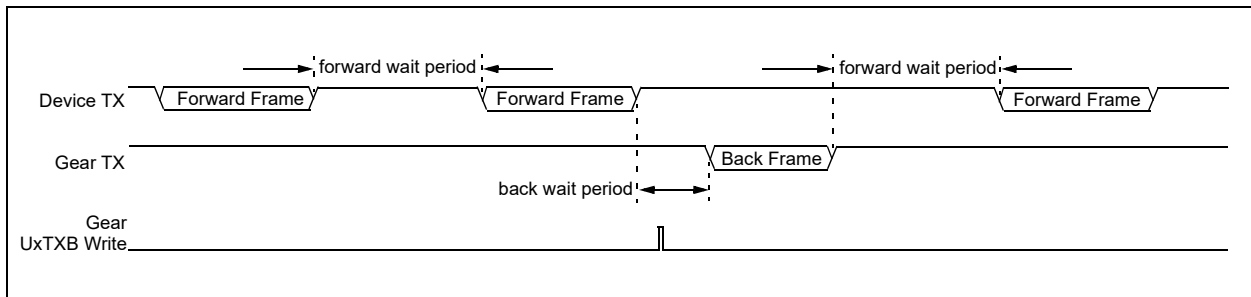 forward wait period
forward wait period
Device TX
Forward Frame
Forward Frame
Forward Frame
Gear TX
Back Frame
back wait period
Gear
UxTXB Write